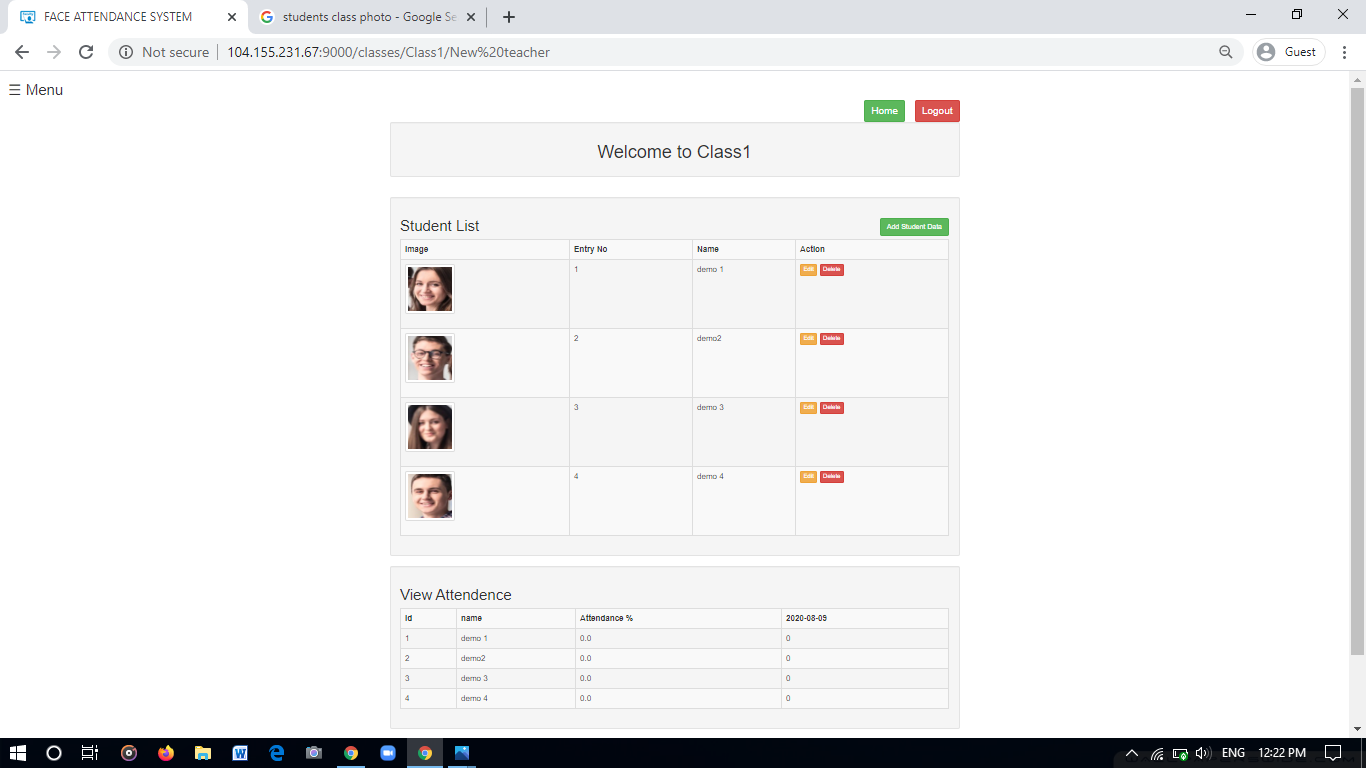 FACE ATTENDANCE SYSTEM
students class photo - Google Se
Not secure
104.155.231.67:9000/classes/Class1/New%20teacher
Guest
☰ Menu
Home Logout
Welcome to Class1
Student List Add Student Data
Image Entry No Name Action
1 demo 1 Edit Delete
2 demo2 Edit Delete
3 demo 3 Edit Delete
4 demo 4 Edit Delete
View Attendence
Id name Attendance % 2020-08-09
1 demo 1 0.0 0
2 demo2 0.0 0
3 demo 3 0.0 0
4 demo 4 0.0 0
ENG 12:22 PM